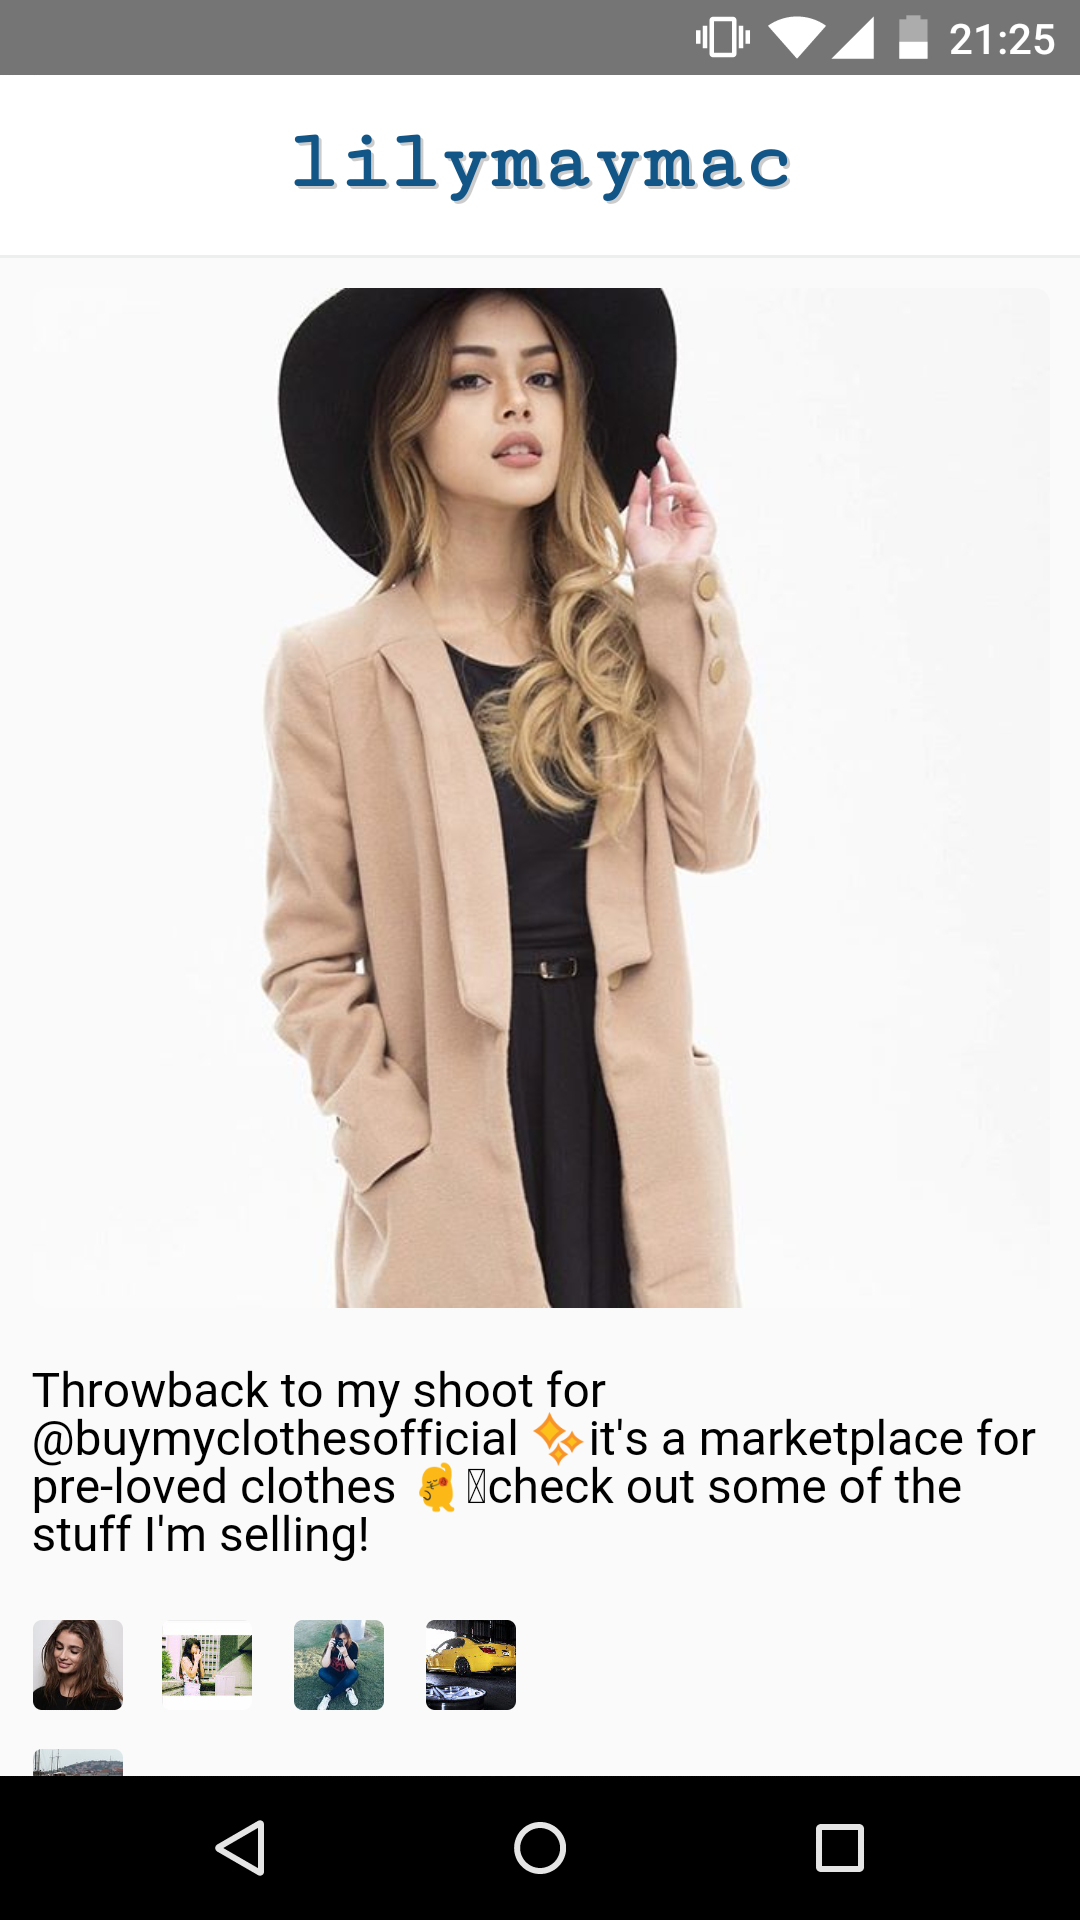 21:25
lilymaymac
Throwback to my shoot for
@buymyclothesofficial ✨it's a marketplace for
pre-loved clothes 💃check out some of the
stuff I'm selling!